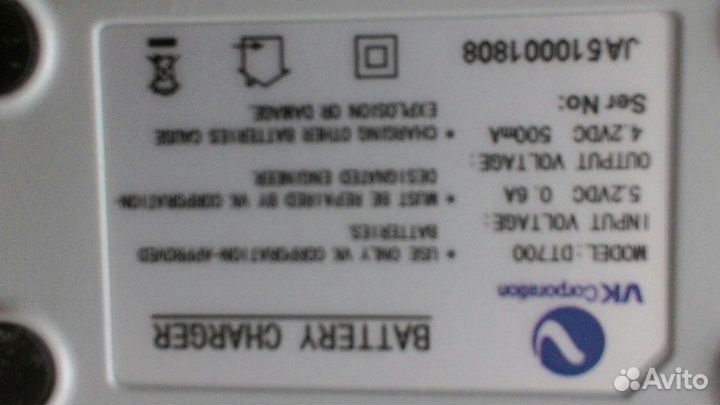 BATTERY CHARGER
VK Corporation
MODEL: DT700
INPUT VOLTAGE:
5.2VDC 0.6A
OUTPUT VOLTAGE:
4.2VDC 500mA
Ser No:
JA5100001808
* USE ONLY VK CORPORATION-APPROVED
BATTERIES.
* MUST BE REPAIRED BY VK CORPORATION-
DESIGNATED ENGINEER.
* CHARGING OTHER BATTERIES CAUSE
EXPLOSION OR DAMAGE.
Avito